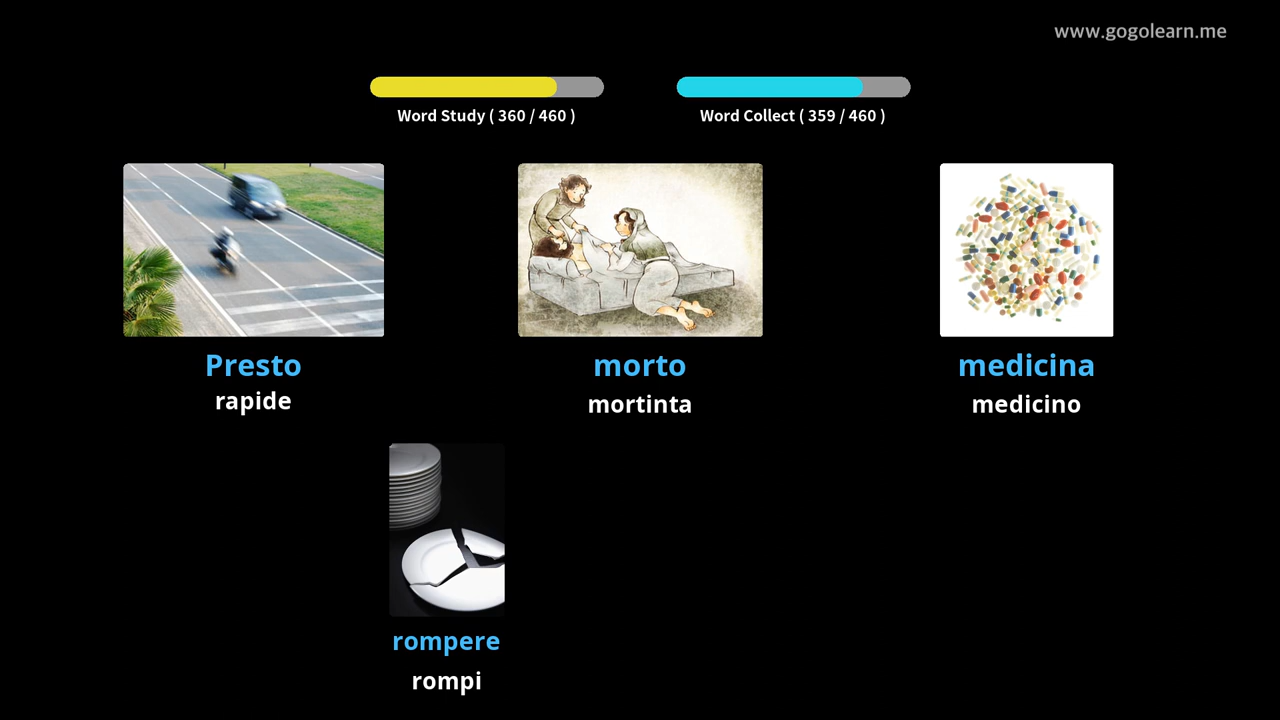 www.gogolearn.me
Word Study ( 360 / 460 )
Word Collect ( 359 / 460 )
Presto
rapide
morto
mortinta
medicina
medicino
rompere
rompi